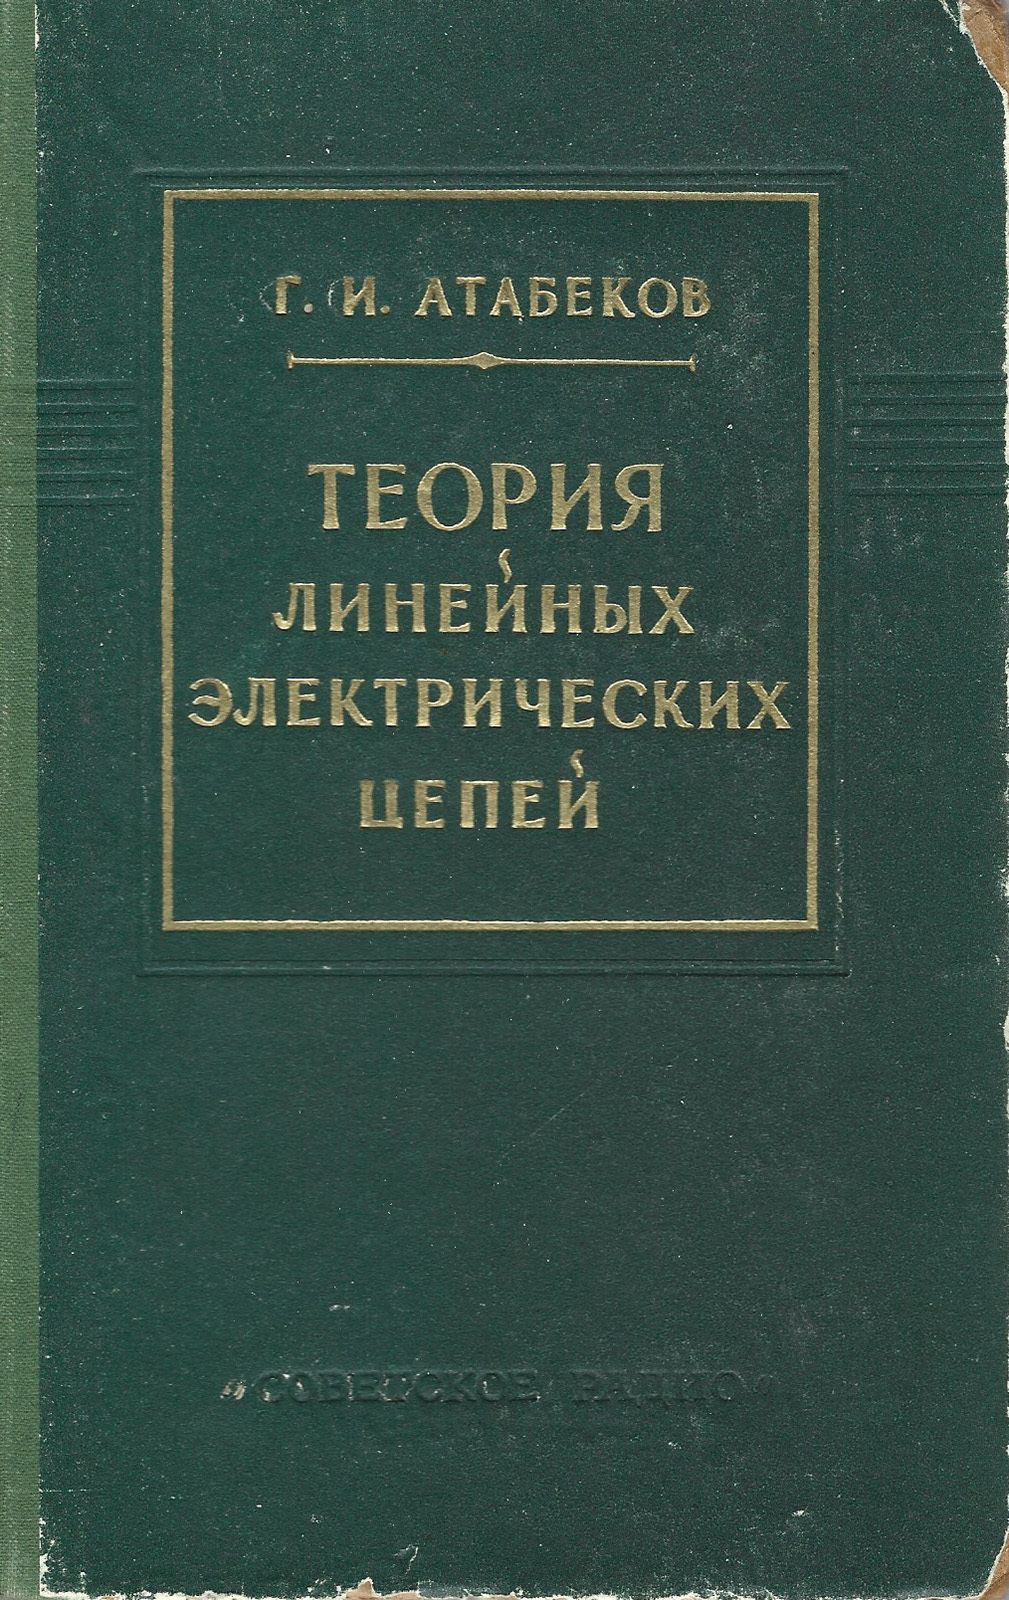 Г. И. АТАБЕКОВ
ТЕОРИЯ
ЛИНЕЙНЫХ
ЭЛЕКТРИЧЕСКИХ
ЦЕПЕЙ
„СОВЕТСКОЕ РАДИО“